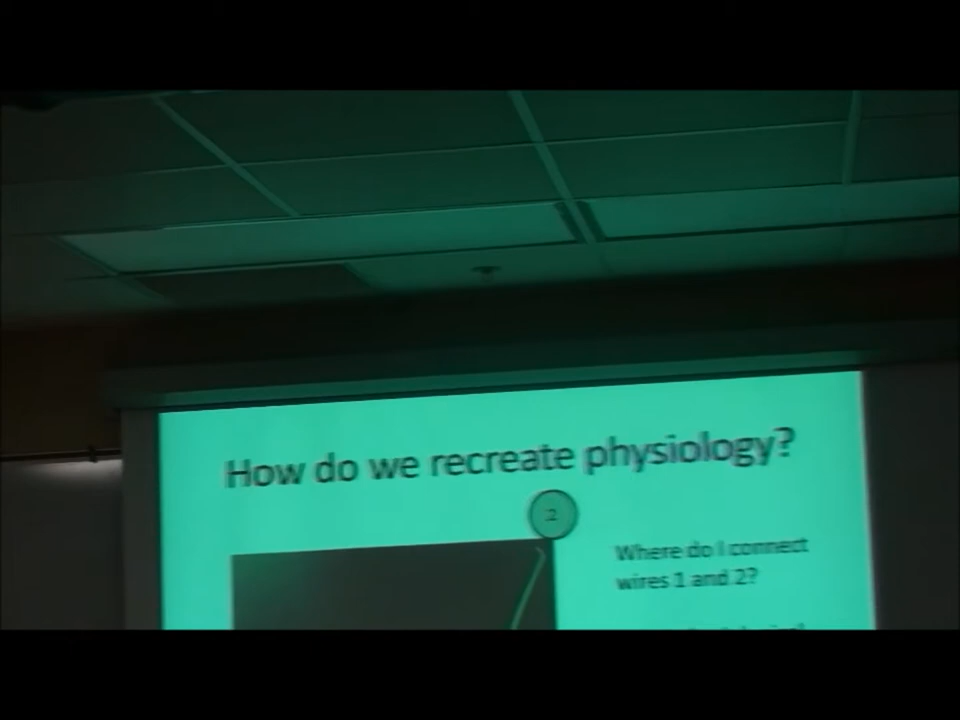 How do we recreate physiology?
2
Where do I connect
wires 1 and 2?